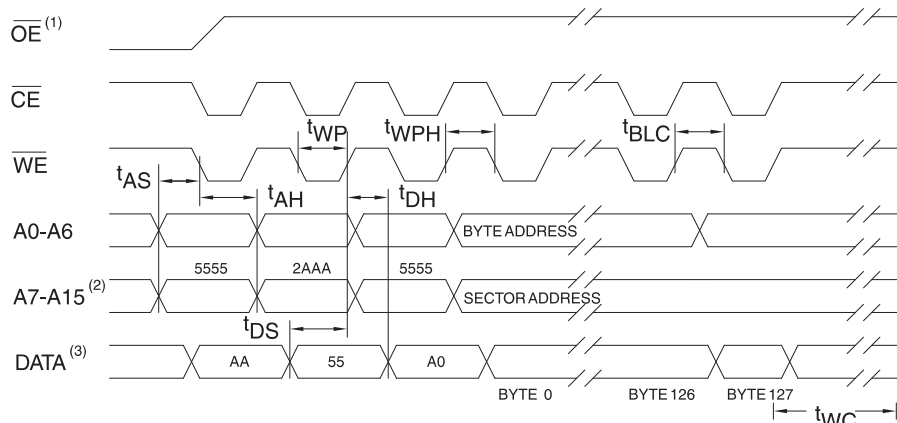 OE (1)
CE
tWP tWPH tBLC
WE
tAS tAH tDH
A0-A6 BYTE ADDRESS
5555 2AAA 5555
A7-A15 (2) SECTOR ADDRESS
tDS
DATA (3) AA 55 A0
BYTE 0 BYTE 126 BYTE 127
tWC